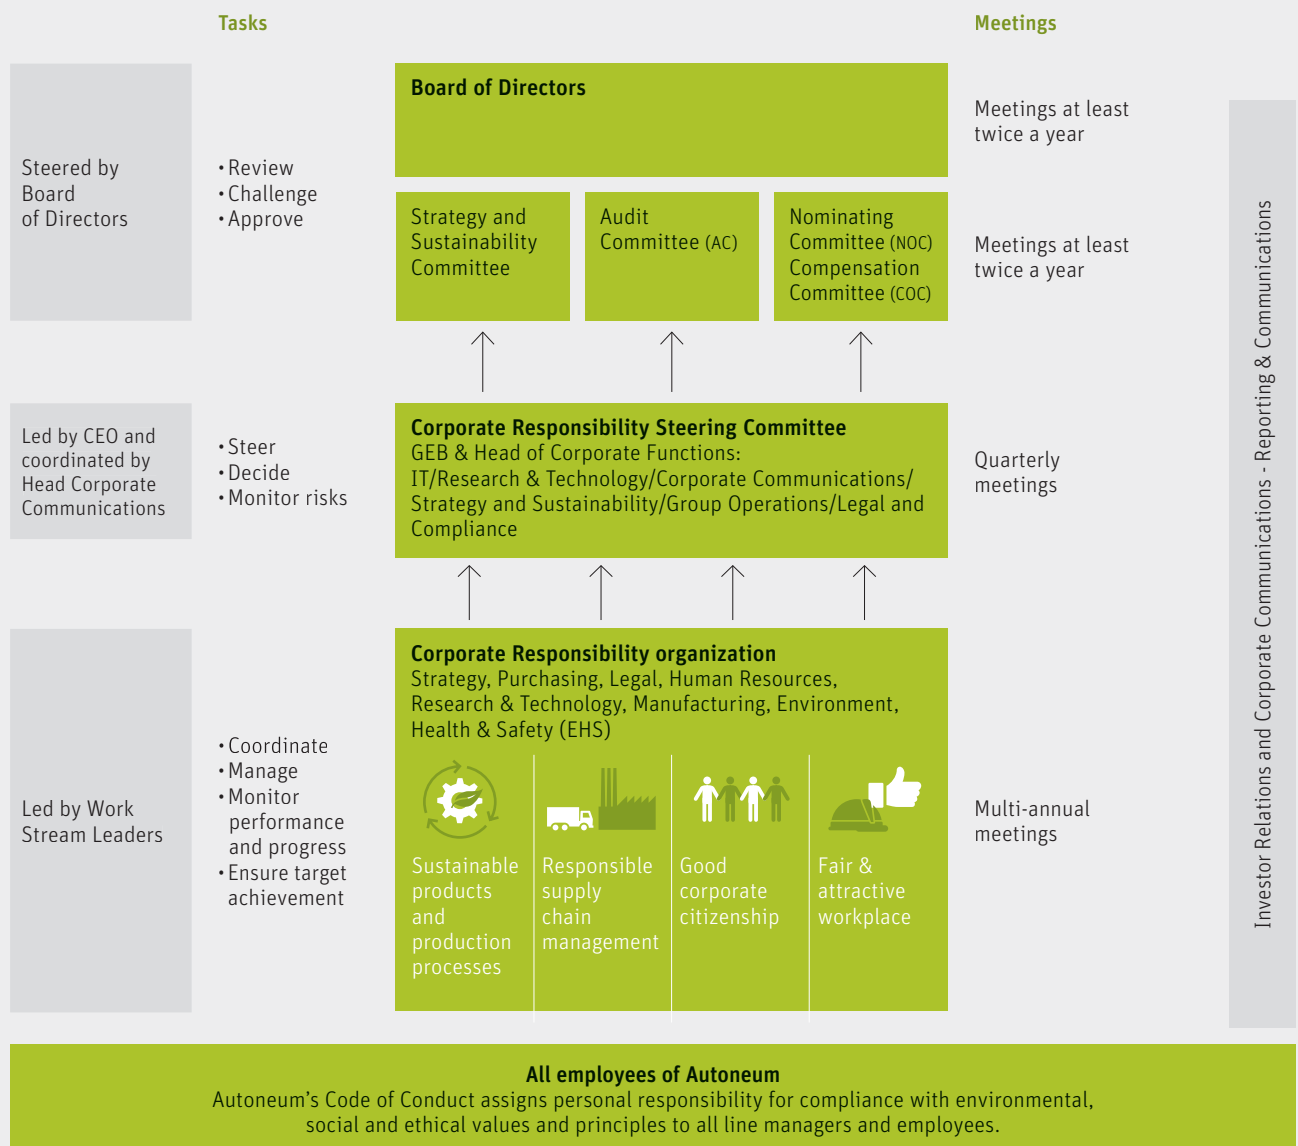 Tasks
Meetings
Steered by
Board
of Directors
• Review
• Challenge
• Approve
Board of Directors
Meetings at least
twice a year
Strategy and
Sustainability
Committee
Audit
Committee (AC)
Nominating
Committee (NOC)
Compensation
Committee (COC)
Meetings at least
twice a year
Led by CEO and
coordinated by
Head Corporate
Communications
• Steer
• Decide
• Monitor risks
Corporate Responsibility Steering Committee
GEB & Head of Corporate Functions:
IT/Research & Technology/Corporate Communications/
Strategy and Sustainability/Group Operations/Legal and
Compliance
Quarterly
meetings
Led by Work
Stream Leaders
• Coordinate
• Manage
• Monitor
performance
and progress
• Ensure target
achievement
Corporate Responsibility organization
Strategy, Purchasing, Legal, Human Resources,
Research & Technology, Manufacturing, Environment,
Health & Safety (EHS)
Sustainable
products
and
production
processes
Responsible
supply
chain
management
Good
corporate
citizenship
Fair &
attractive
workplace
Multi-annual
meetings
Investor Relations and Corporate Communications - Reporting & Communications
All employees of Autoneum
Autoneum’s Code of Conduct assigns personal responsibility for compliance with environmental,
social and ethical values and principles to all line managers and employees.